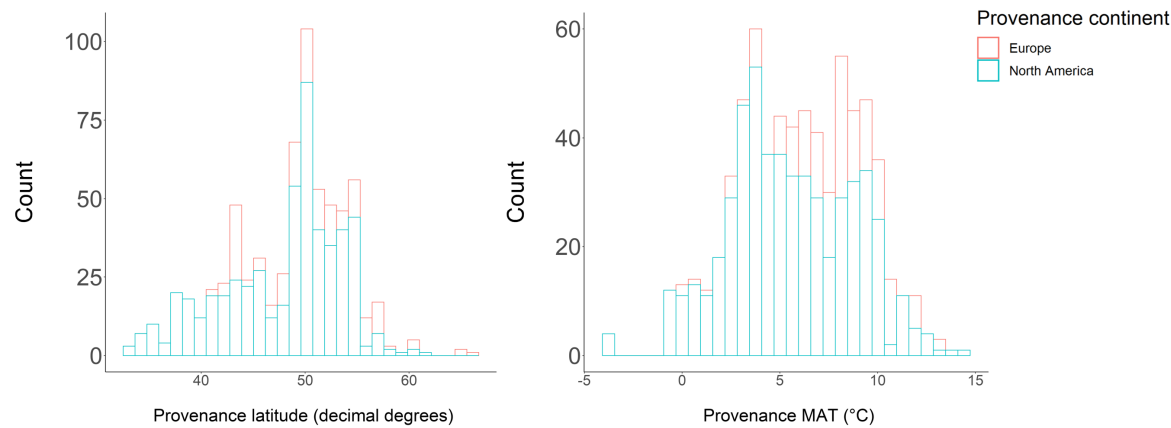 Provenance continent
Europe
North America
Count
100
75
50
25
0
40
50
60
Provenance latitude (decimal degrees)
Count
60
40
20
0
-5
0
5
10
15
Provenance MAT (°C)